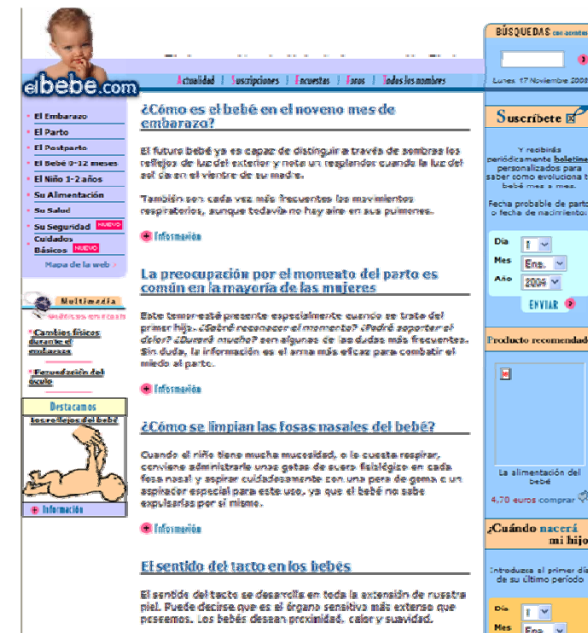 elbebe.com
Actualidad | Suscripciones | Encuestas | Foros | Todos los nombres
El Embarazo
El Parto
El Postparto
El Bebé 0-12 meses
El Niño 1-2 años
Su Alimentación
Su Salud
Su Seguridad NUEVO
Cuidados
Básicos NUEVO
Mapa de la web
Multimedia
Cambios físicos
durante el
embarazo
Fecundación del
óvulo
Destacamos
Los reflejos del bebé
Información
¿Cómo es el bebé en el noveno mes de
embarazo?
El futuro bebé ya es capaz de distinguir a través de sombras los
reflejos de luz del exterior y nota un resplandor cuando la luz del
sol da en el vientre de su madre.
También son cada vez más frecuentes los movimientos
respiratorios, aunque todavía no hay aire en sus pulmones.
Información
La preocupación por el momento del parto es
común en la mayoría de las mujeres
Este temor esté presente especialmente cuando se trata del
primer hijo. ¿Sabré reconocer el momento? ¿Podré soportar el
dolor? ¿Durará mucho? son algunas de las dudas más frecuentes.
Sin duda, la información es el arma más eficaz para combatir el
miedo al parto.
Información
¿Cómo se limpian las fosas nasales del bebé?
Cuando el niño tiene mucha mucosidad, o le cuesta respirar,
conviene administrarle unas gotas de suero fisiológico en cada
fosa nasal y aspirar cuidadosamente con una pera de goma o un
aspirador especial para este uso, ya que el bebé no sabe
expulsarlas por sí mismo.
Información
El sentido del tacto en los bebés
El sentido del tacto se desarrolla en toda la extensión de nuestra
piel. Puede decirse que es el órgano sensitivo más extenso que
poseemos. Los bebés desean proximidad, calor y suavidad.
BÚSQUEDAS
Lunes 17 Noviembre 2008
Suscríbete
Y recibirás
periódicamente boletine
personalizados para
saber como evoluciona t
bebé mes a mes.
Fecha probable de parto
o fecha de nacimiento:
Día 1
Mes Ene.
Año 2004
ENVIAR
Producto recomendado
La alimentación del
bebé
4,70 euros comprar
¿Cuándo nacerá
mi hijo
Introduzca el primer día
de su último período
Día 1
Mes Ene.